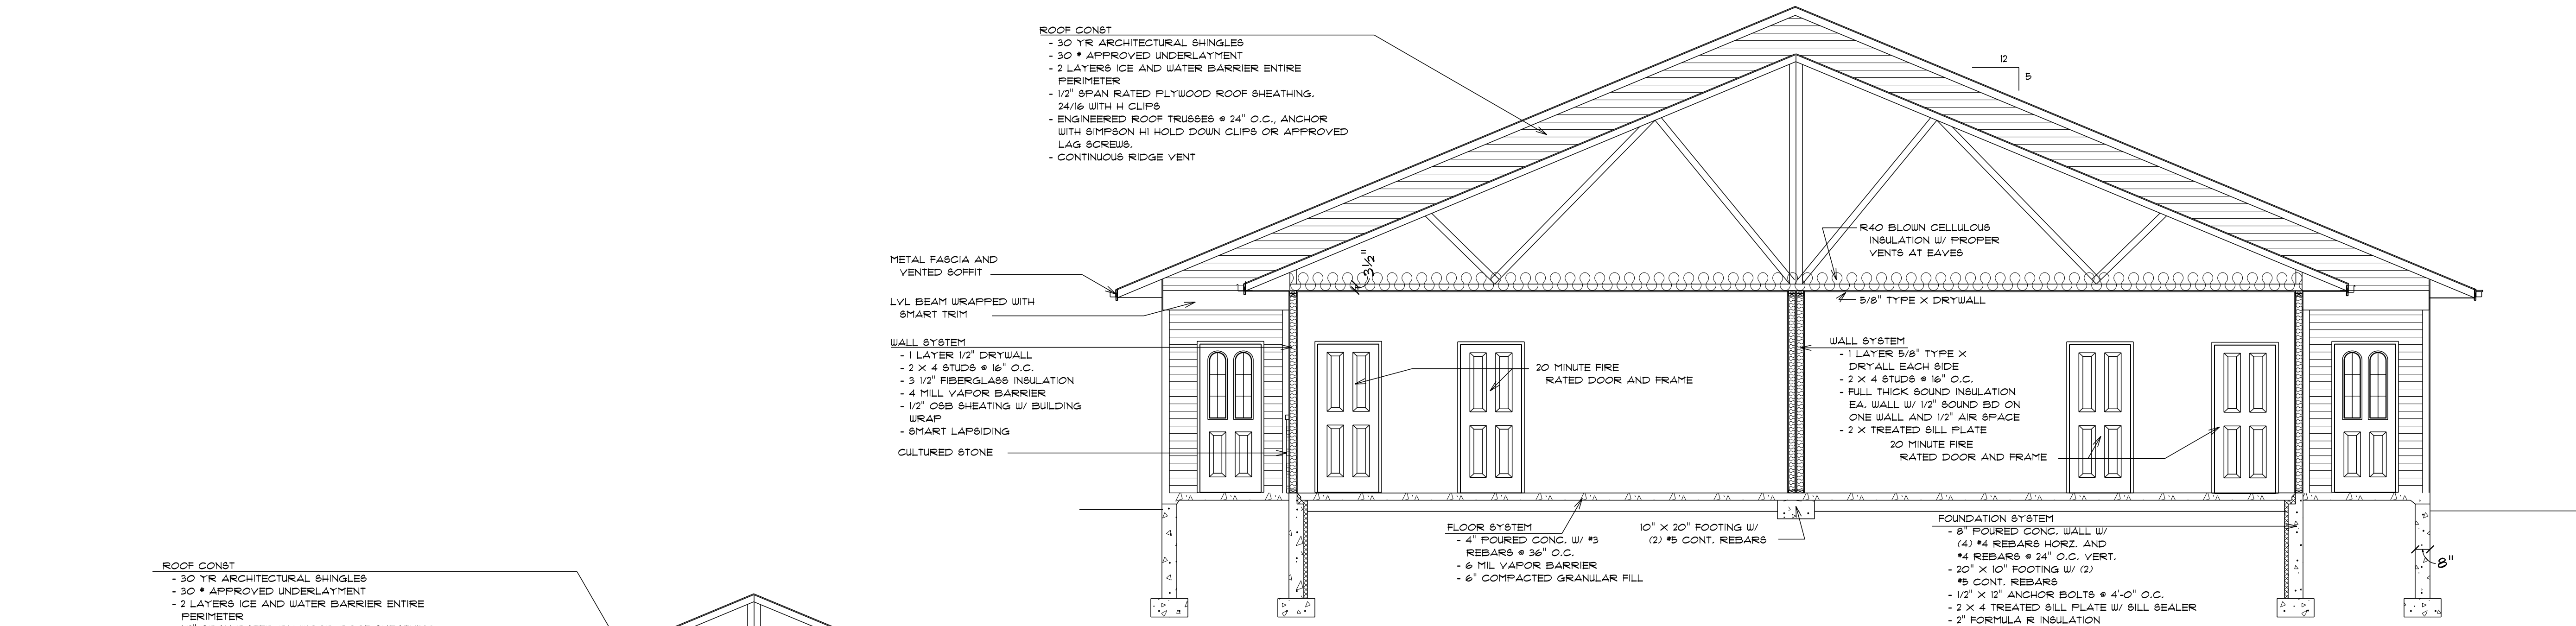 ROOF CONST
- 30 YR ARCHITECTURAL SHINGLES
- 30 # APPROVED UNDERLAYMENT
- 2 LAYERS ICE AND WATER BARRIER ENTIRE
PERIMETER
- 1/2" SPAN RATED PLYWOOD ROOF SHEATHING,
24/16 WITH H CLIPS
- ENGINEERED ROOF TRUSSES @ 24" O.C., ANCHOR
WITH SIMPSON H1 HOLD DOWN CLIPS OR APPROVED
LAG SCREWS.
- CONTINUOUS RIDGE VENT
12
5
R40 BLOWN CELLULOUS
INSULATION W/ PROPER
VENTS AT EAVES
3½"
5/8" TYPE X DRYWALL
METAL FASCIA AND
VENTED SOFFIT
LVL BEAM WRAPPED WITH
SMART TRIM
WALL SYSTEM
- 1 LAYER 1/2" DRYWALL
- 2 X 4 STUDS @ 16" O.C.
- 3 1/2" FIBERGLASS INSULATION
- 4 MILL VAPOR BARRIER
- 1/2" OSB SHEATING W/ BUILDING
WRAP
- SMART LAPSIDING
CULTURED STONE
20 MINUTE FIRE
RATED DOOR AND FRAME
WALL SYSTEM
- 1 LAYER 5/8" TYPE X
DRYALL EACH SIDE
- 2 X 4 STUDS @ 16" O.C.
- FULL THICK SOUND INSULATION
EA. WALL W/ 1/2" SOUND BD ON
ONE WALL AND 1/2" AIR SPACE
- 2 X TREATED SILL PLATE
20 MINUTE FIRE
RATED DOOR AND FRAME
FLOOR SYSTEM
- 4" POURED CONC. W/ #3
REBARS @ 36" O.C.
- 6 MIL VAPOR BARRIER
- 6" COMPACTED GRANULAR FILL
10" X 20" FOOTING W/
(2) #5 CONT. REBARS
FOUNDATION SYSTEM
- 8" POURED CONC. WALL W/
(4) #4 REBARS HORZ. AND
#4 REBARS @ 24" O.C. VERT.
- 20" X 10" FOOTING W/ (2)
#5 CONT. REBARS
- 1/2" X 12" ANCHOR BOLTS @ 4'-0" O.C.
- 2 X 4 TREATED SILL PLATE W/ SILL SEALER
- 2" FORMULA R INSULATION
8"
ROOF CONST
- 30 YR ARCHITECTURAL SHINGLES
- 30 # APPROVED UNDERLAYMENT
- 2 LAYERS ICE AND WATER BARRIER ENTIRE
PERIMETER